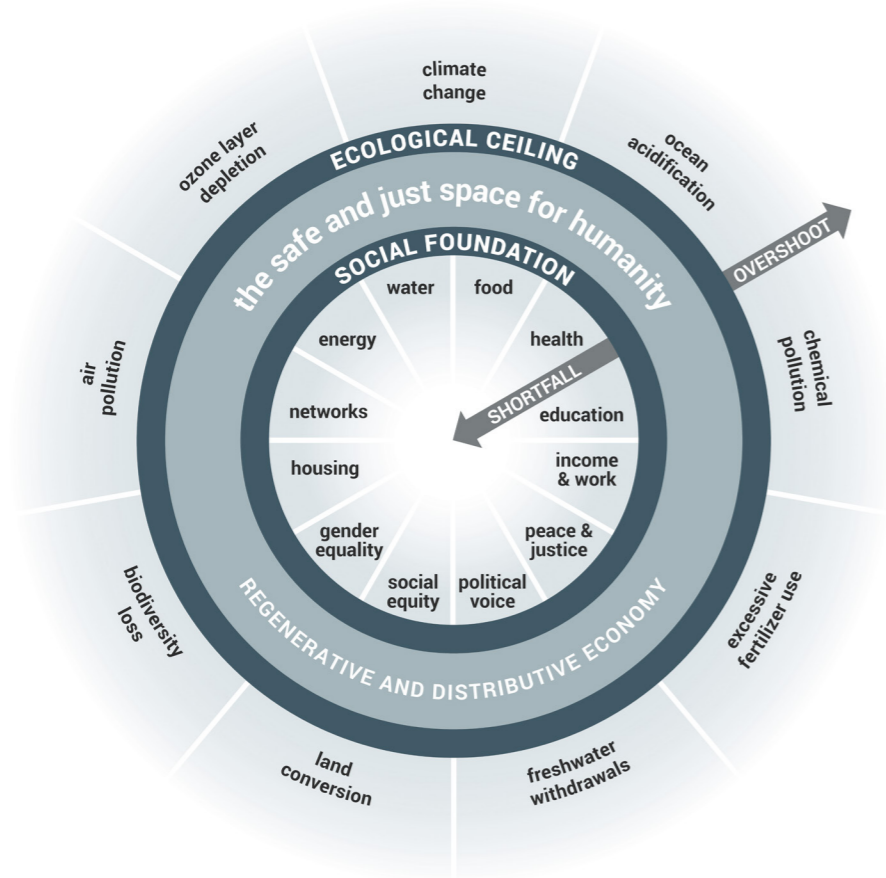 climate
change
ozone layer
depletion
ocean
acidification
ECOLOGICAL CEILING
the safe and just space for humanity
OVERSHOOT
SOCIAL FOUNDATION
water
food
energy
health
SHORTFALL
air
pollution
chemical
pollution
networks
education
housing
income
& work
gender
equality
peace &
justice
social
equity
political
voice
REGENERATIVE AND DISTRIBUTIVE ECONOMY
biodiversity
loss
excessive
fertilizer use
land
conversion
freshwater
withdrawals